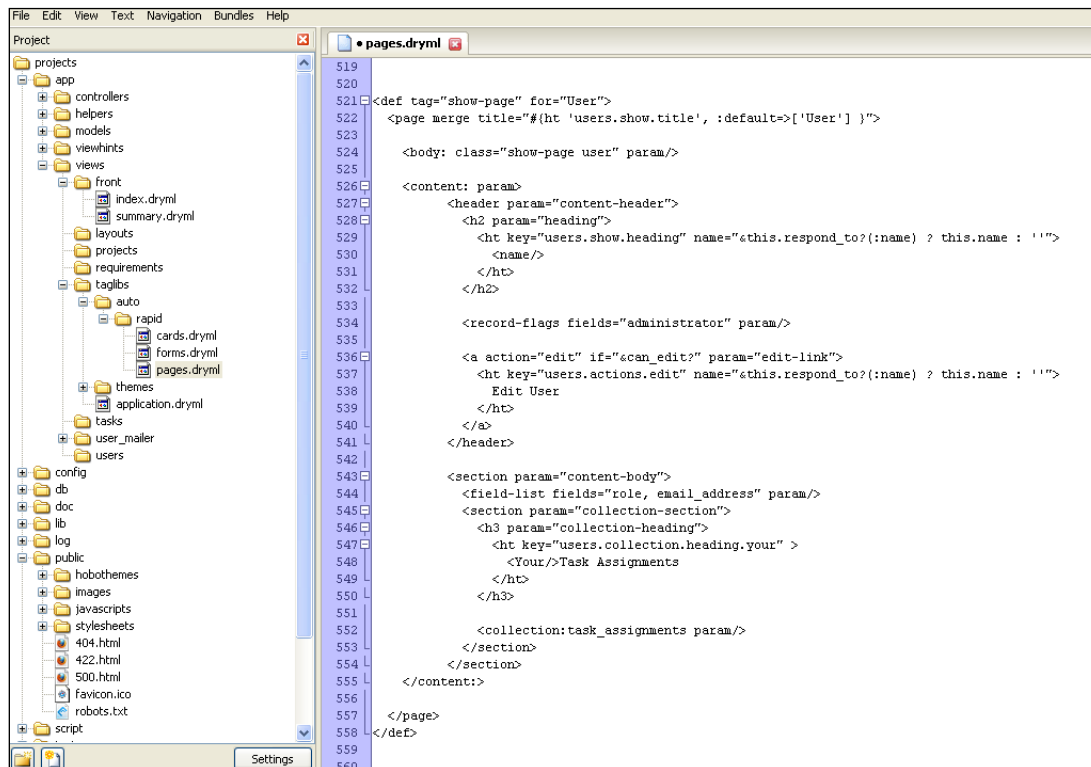 File Edit View Text Navigation Bundles Help
Project
projects
app
controllers
helpers
models
viewhints
views
front
index.dryml
summary.dryml
layouts
projects
requirements
taglibs
auto
rapid
cards.dryml
forms.dryml
pages.dryml
themes
application.dryml
tasks
user_mailer
users
config
db
doc
lib
log
public
hobothemes
images
javascripts
stylesheets
404.html
422.html
500.html
favicon.ico
robots.txt
script
Settings
• pages.dryml
519
520
521 <def tag="show-page" for="User">
522 <page merge title="#{ht 'users.show.title', :default=>['User'] }">
523
524 <body: class="show-page user" param/>
525
526 <content: param>
527 <header param="content-header">
528 <h2 param="heading">
529 <ht key="users.show.heading" name="&this.respond_to?(:name) ? this.name : ''">
530 <name/>
531 </ht>
532 </h2>
533
534 <record-flags fields="administrator" param/>
535
536 <a action="edit" if="&can_edit?" param="edit-link">
537 <ht key="users.actions.edit" name="&this.respond_to?(:name) ? this.name : ''">
538 Edit User
539 </ht>
540 </a>
541 </header>
542
543 <section param="content-body">
544 <field-list fields="role, email_address" param/>
545 <section param="collection-section">
546 <h3 param="collection-heading">
547 <ht key="users.collection.heading.your" >
548 <Your/>Task Assignments
549 </ht>
550 </h3>
551
552 <collection:task_assignments param/>
553 </section>
554 </section>
555 </content:>
556
557 </page>
558 </def>
559
560